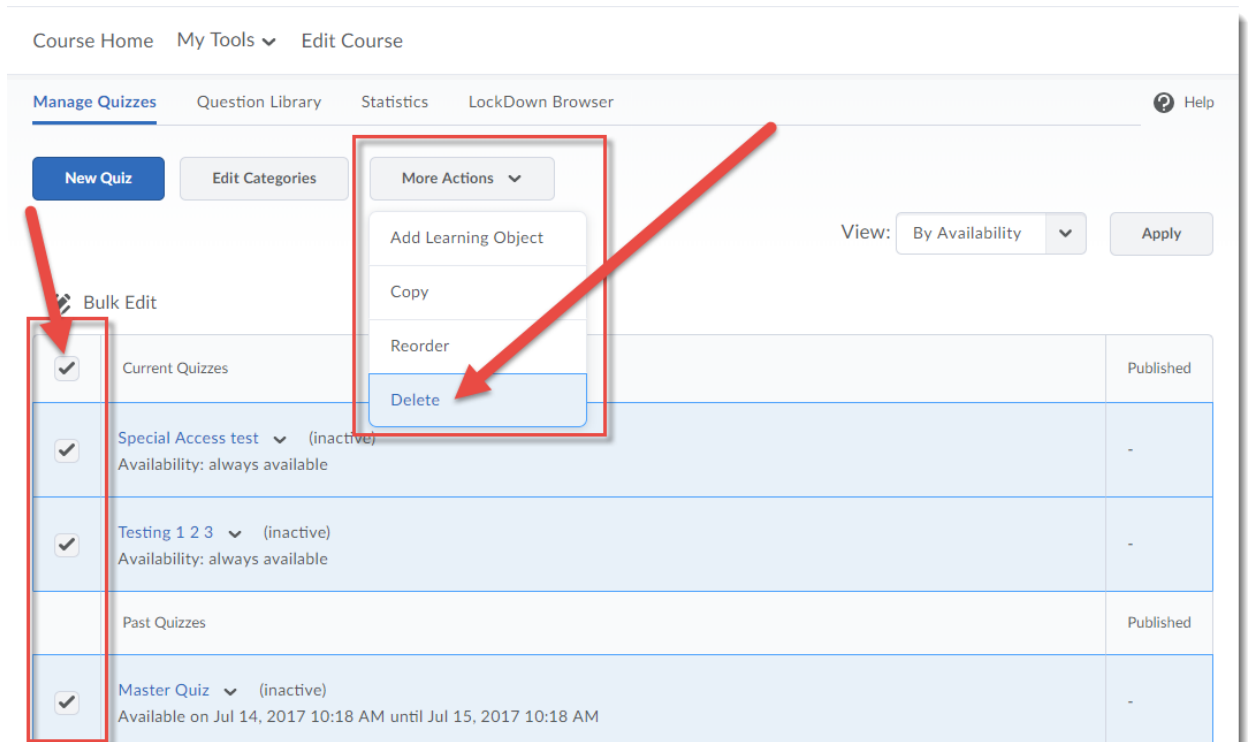 Course Home My Tools Edit Course
Manage Quizzes Question Library Statistics LockDown Browser Help
New Quiz Edit Categories More Actions
Add Learning Object
View: By Availability Apply
Copy
Bulk Edit
Reorder
Current Quizzes Published
Delete
Special Access test (inactive)
Availability: always available
-
Testing 1 2 3 (inactive)
Availability: always available
-
Past Quizzes Published
Master Quiz (inactive)
Available on Jul 14, 2017 10:18 AM until Jul 15, 2017 10:18 AM
-